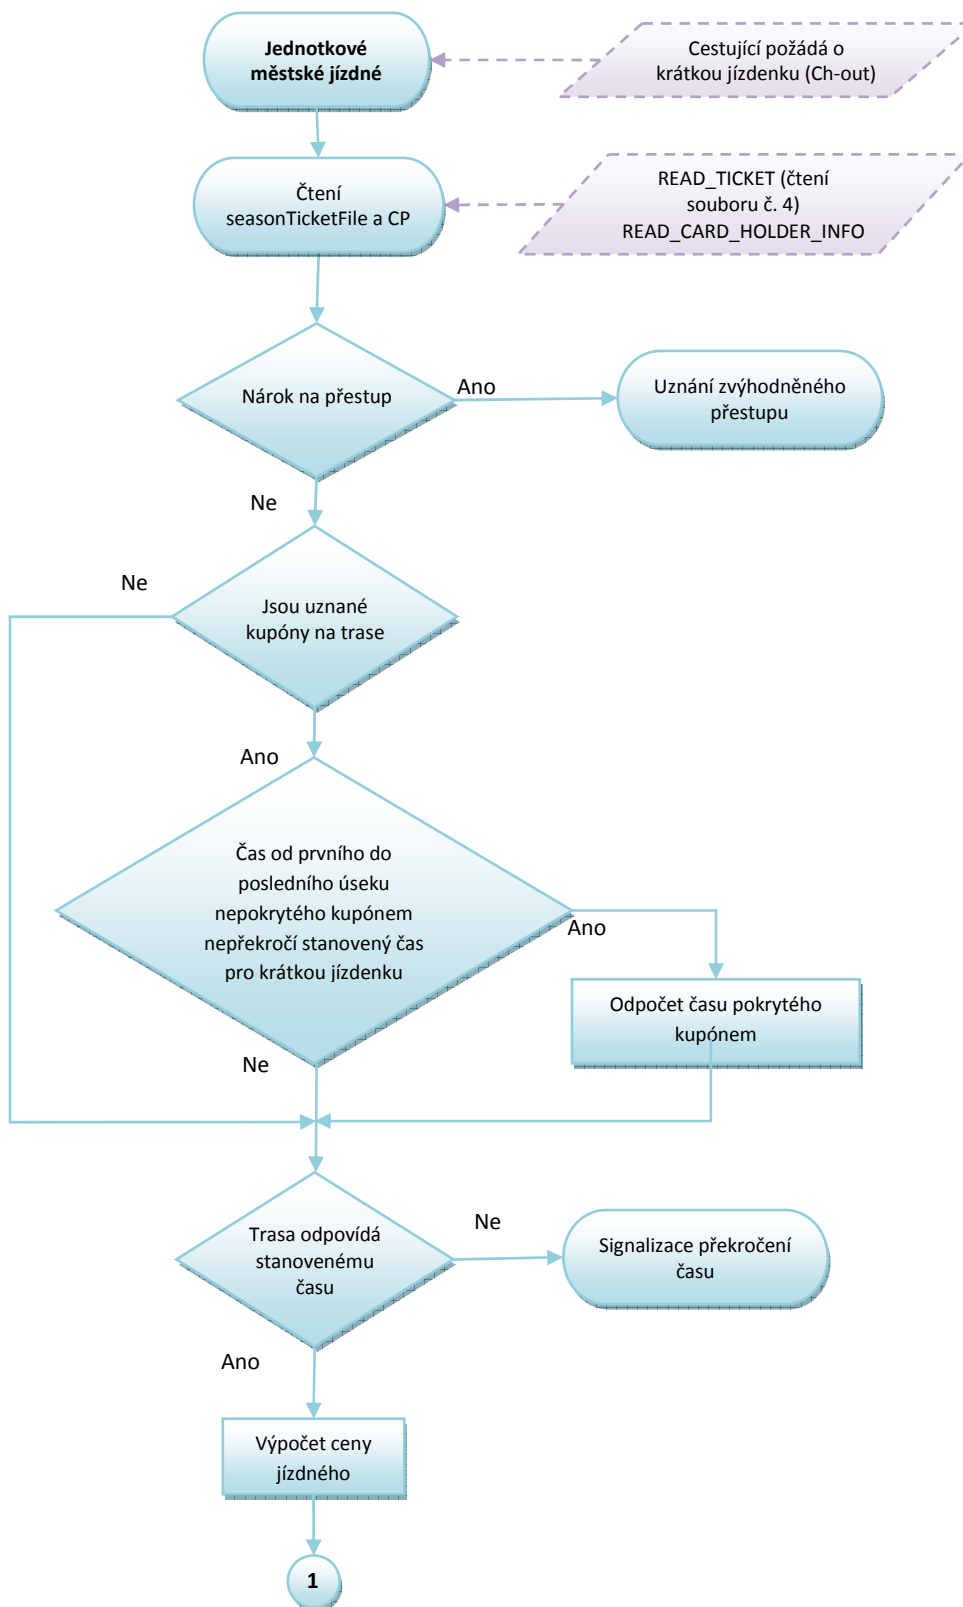 Jednotkové
městské jízdné
Cestující požádá o
krátkou jízdenku (Ch-out)
Čtení
seasonTicketFile a CP
READ_TICKET (čtení
souboru č. 4)
READ_CARD_HOLDER_INFO
Nárok na přestup
Ano
Uznání zvýhodněného
přestupu
Ne
Ne
Jsou uznané
kupóny na trase
Ano
Čas od prvního do
posledního úseku
nepokrytého kupónem
nepřekročí stanovený čas
pro krátkou jízdenku
Ano
Odpočet času pokrytého
kupónem
Ne
Trasa odpovídá
stanovenému
času
Ne
Signalizace překročení
času
Ano
Výpočet ceny
jízdného
1